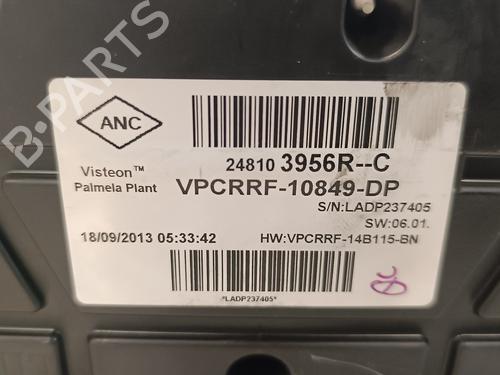 ANC
Visteon™
Palmela Plant
24810 3956R--C
VPCRRF-10849-DP
S/N:LADP237405
SW:06.01.
18/09/2013 05:33:42
HW:VPCRRF-14B115-BN
*LADP237405*
B-PARTS